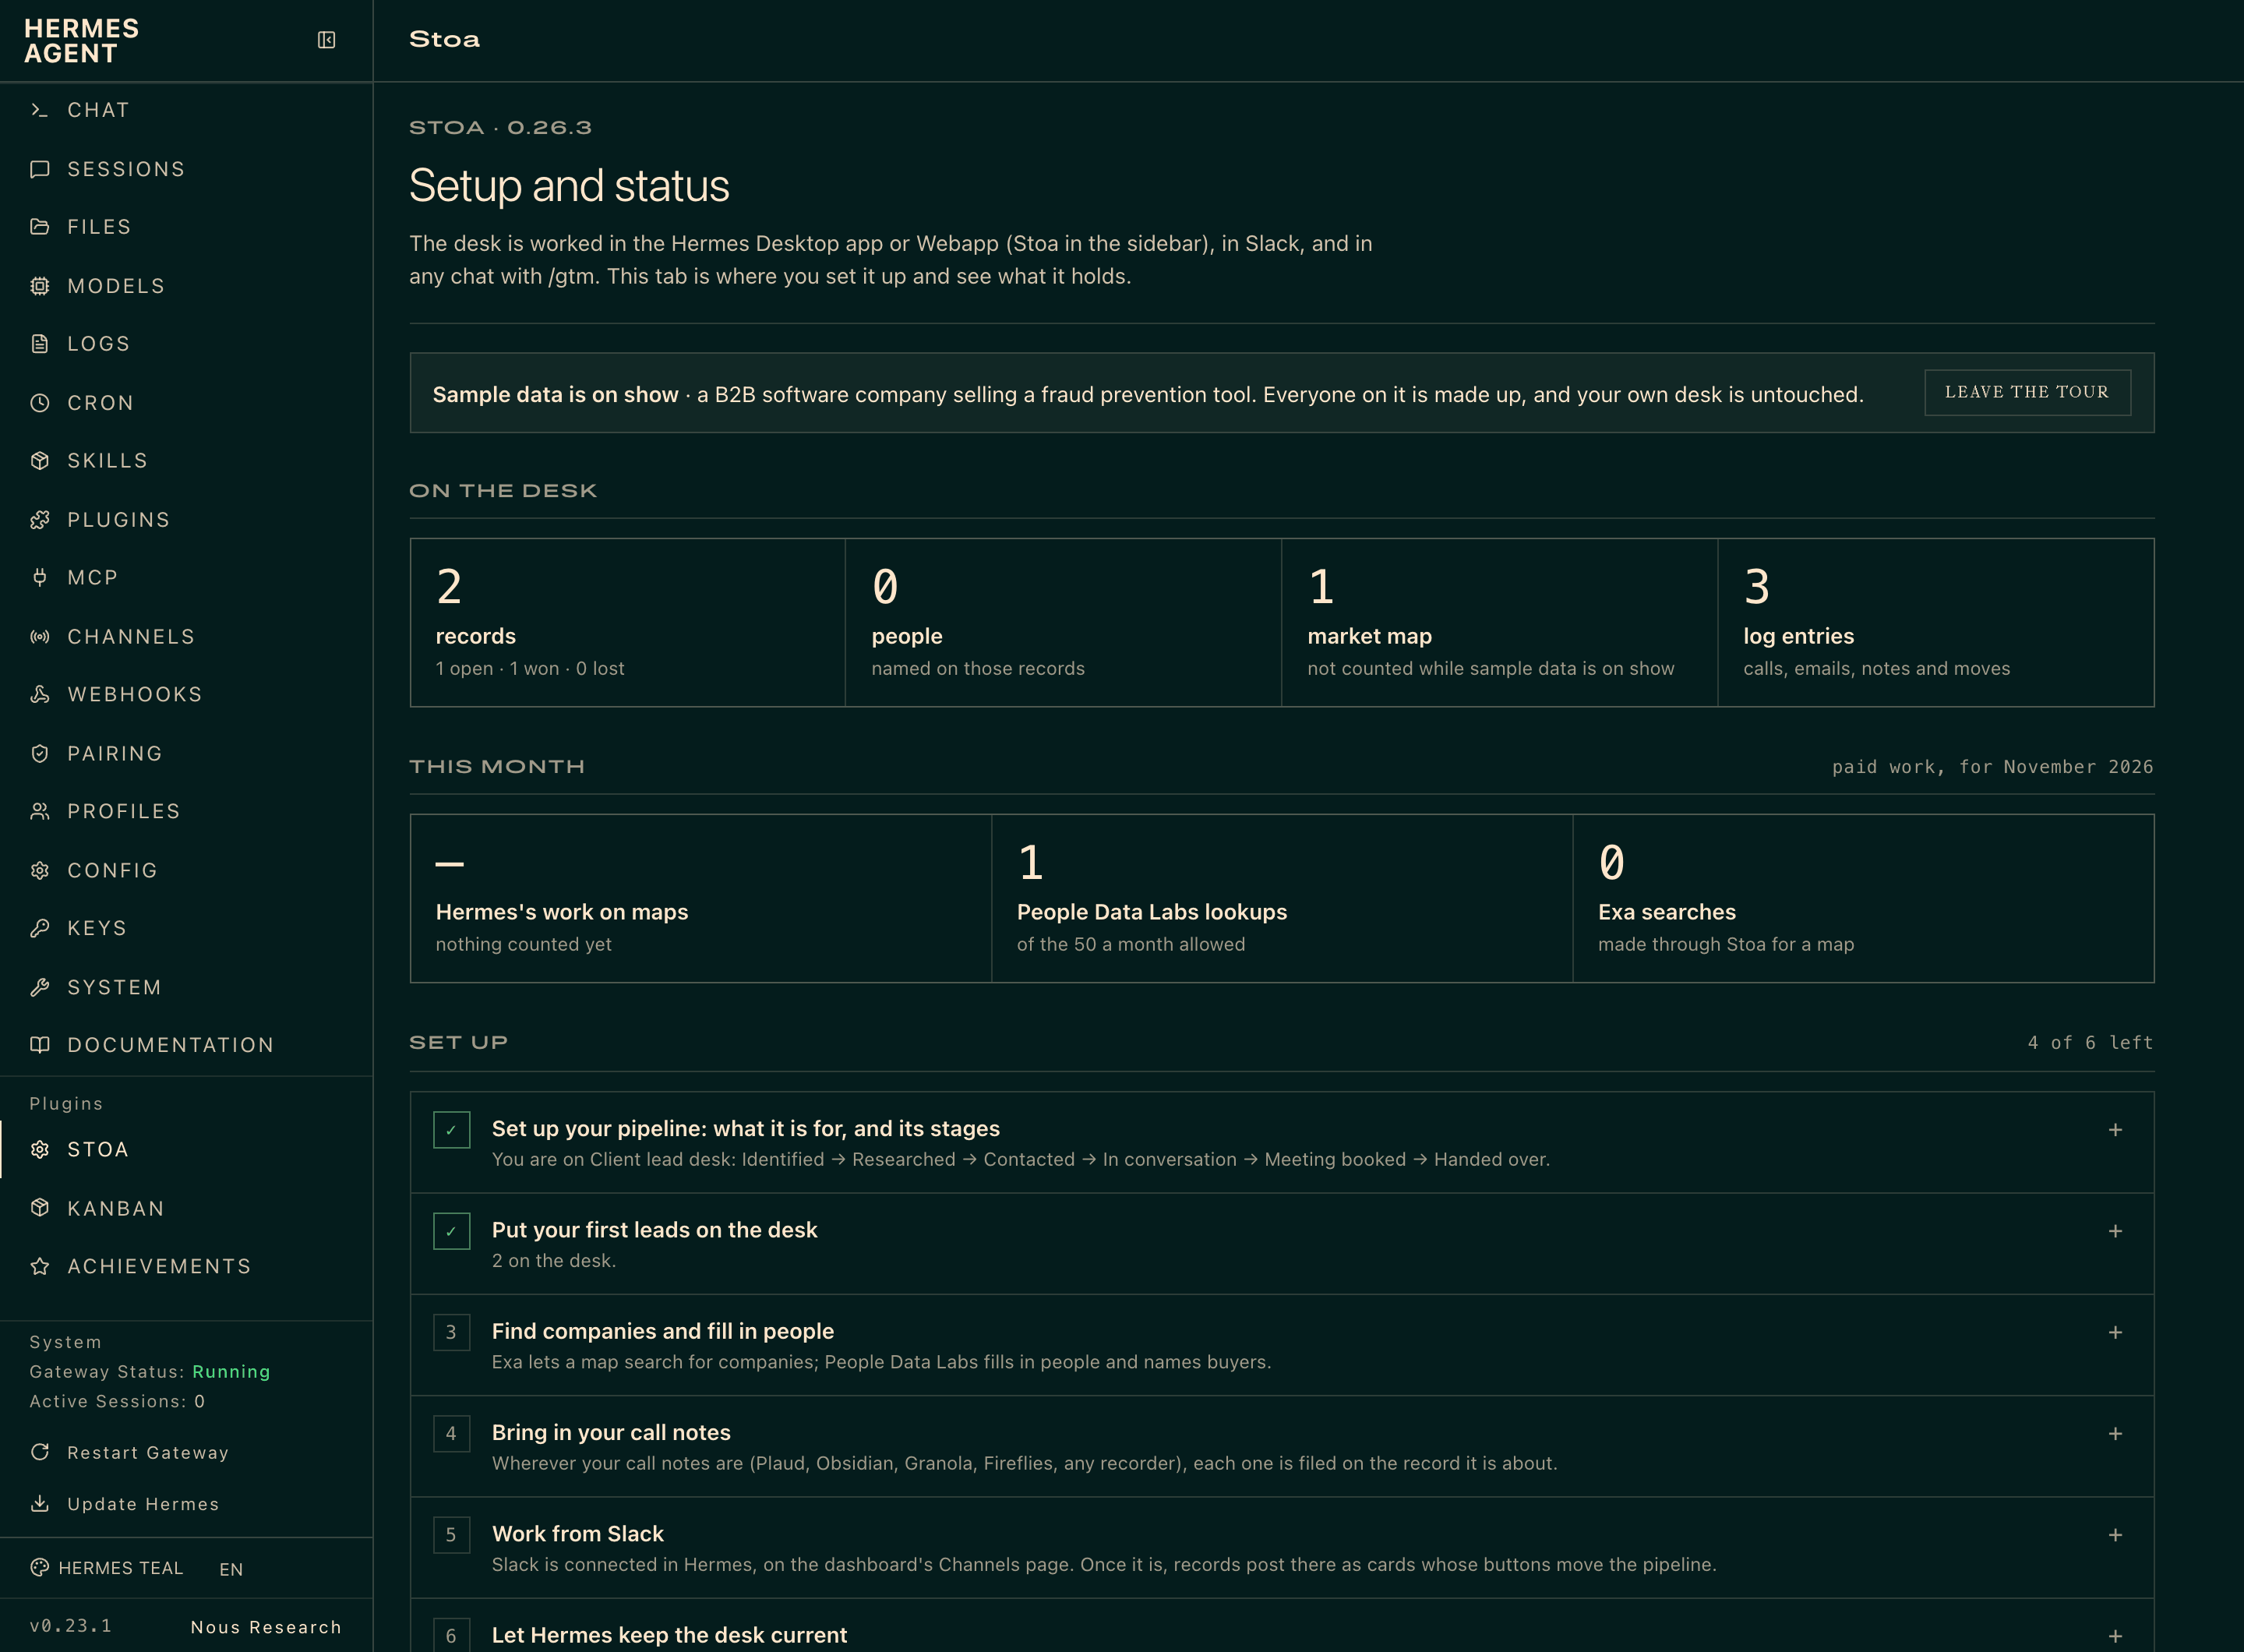 HERMES
AGENT
CHAT
SESSIONS
FILES
MODELS
LOGS
CRON
SKILLS
PLUGINS
MCP
CHANNELS
WEBHOOKS
PAIRING
PROFILES
CONFIG
KEYS
SYSTEM
DOCUMENTATION
Plugins
STOA
KANBAN
ACHIEVEMENTS
System
Gateway Status: Running
Active Sessions: 0
Restart Gateway
Update Hermes
HERMES TEAL EN
v0.23.1 Nous Research
Stoa
STOA · 0.26.3
Setup and status
The desk is worked in the Hermes Desktop app or Webapp (Stoa in the sidebar), in Slack, and in
any chat with /gtm. This tab is where you set it up and see what it holds.
Sample data is on show · a B2B software company selling a fraud prevention tool. Everyone on it is made up, and your own desk is untouched.
LEAVE THE TOUR
ON THE DESK
2
records
1 open · 1 won · 0 lost
0
people
named on those records
1
market map
not counted while sample data is on show
3
log entries
calls, emails, notes and moves
THIS MONTH
paid work, for November 2026
—
Hermes's work on maps
nothing counted yet
1
People Data Labs lookups
of the 50 a month allowed
0
Exa searches
made through Stoa for a map
SET UP
4 of 6 left
✓ Set up your pipeline: what it is for, and its stages +
You are on Client lead desk: Identified → Researched → Contacted → In conversation → Meeting booked → Handed over.
✓ Put your first leads on the desk +
2 on the desk.
3 Find companies and fill in people +
Exa lets a map search for companies; People Data Labs fills in people and names buyers.
4 Bring in your call notes +
Wherever your call notes are (Plaud, Obsidian, Granola, Fireflies, any recorder), each one is filed on the record it is about.
5 Work from Slack +
Slack is connected in Hermes, on the dashboard's Channels page. Once it is, records post there as cards whose buttons move the pipeline.
6 Let Hermes keep the desk current +